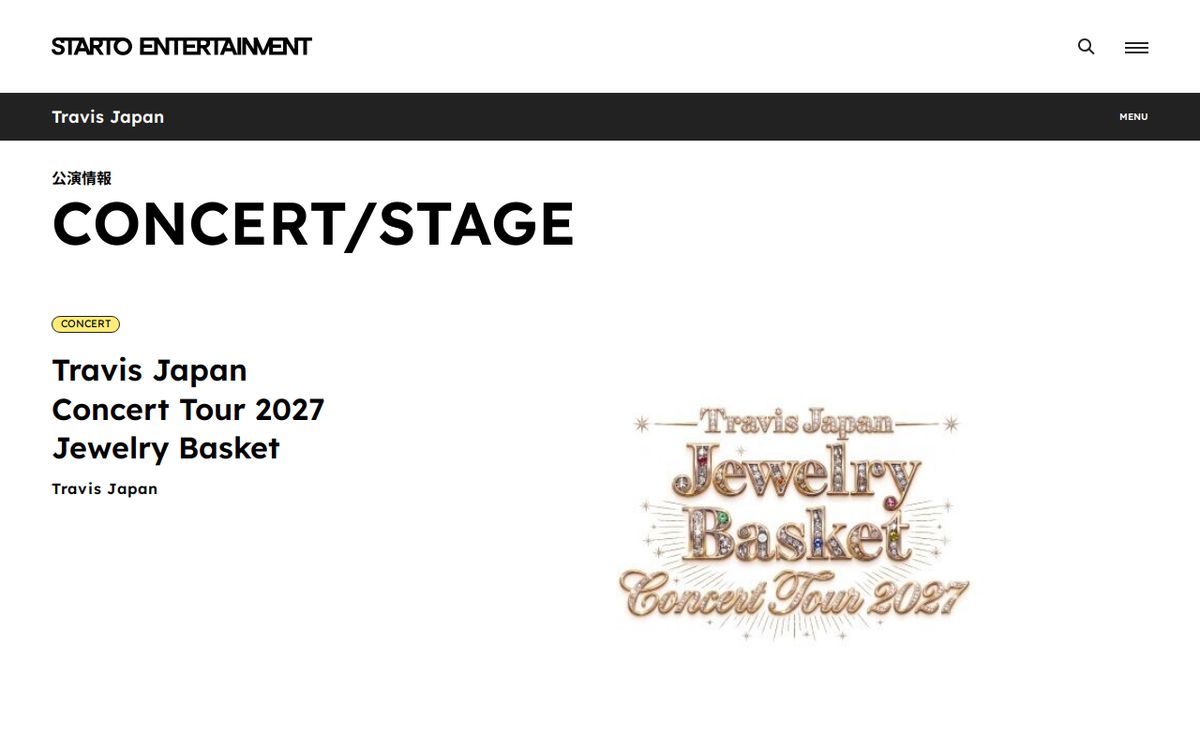 STARTO ENTERTAINMENT
Travis Japan
MENU
公演情報
CONCERT/STAGE
CONCERT
Travis Japan
Concert Tour 2027
Jewelry Basket
Travis Japan
Travis Japan
Jewelry
Basket
Concert Tour 2027